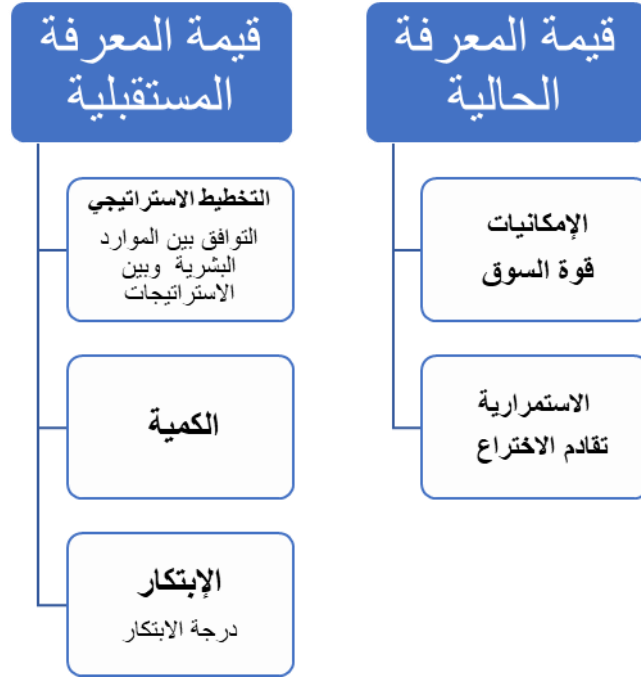 قيمة المعرفة
الحالية
الإمكانيات
قوة السوق
الاستمرارية
تقادم الاختراع
قيمة المعرفة
المستقبلية
التخطيط الاستراتيجي
التوافق بين الموارد
البشرية وبين
الاستراتيجات
الكمية
الإبتكار
درجة الابتكار